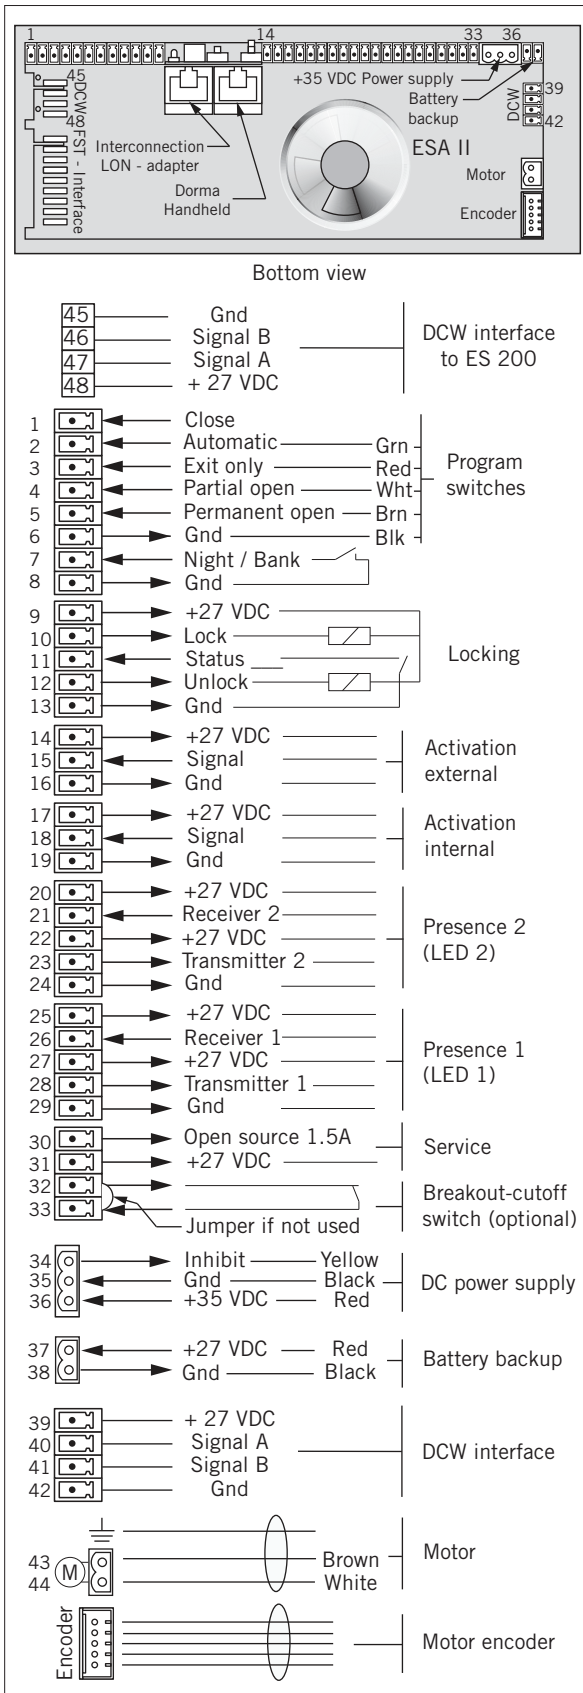 1 14 33 36
+35 VDC Power supply
Battery
backup
39
DCW
42
45
DCW
48
FST - Interface
Interconnection
LON - adapter
Dorma
Handheld
ESA II
Motor
Encoder
Bottom view
45 Gnd
46 Signal B
47 Signal A
48 + 27 VDC
DCW interface
to ES 200
1 Close
2 Automatic Grn
3 Exit only Red
4 Partial open Wht
5 Permanent open Brn
6 Gnd Blk
Program
switches
7 Night / Bank
8 Gnd
9 +27 VDC
10 Lock
11 Status
12 Unlock
13 Gnd
Locking
14 +27 VDC
15 Signal
16 Gnd
Activation
external
17 +27 VDC
18 Signal
19 Gnd
Activation
internal
20 +27 VDC
21 Receiver 2
22 +27 VDC
23 Transmitter 2
24 Gnd
Presence 2
(LED 2)
25 +27 VDC
26 Receiver 1
27 +27 VDC
28 Transmitter 1
29 Gnd
Presence 1
(LED 1)
30 Open source 1.5A
31 +27 VDC
Service
32
33
Jumper if not used
Breakout-cutoff
switch (optional)
34 Inhibit Yellow
35 Gnd Black
36 +35 VDC Red
DC power supply
37 +27 VDC Red
38 Gnd Black
Battery backup
39 + 27 VDC
40 Signal A
41 Signal B
42 Gnd
DCW interface
43 M Brown
44 White
Motor
Encoder
Motor encoder